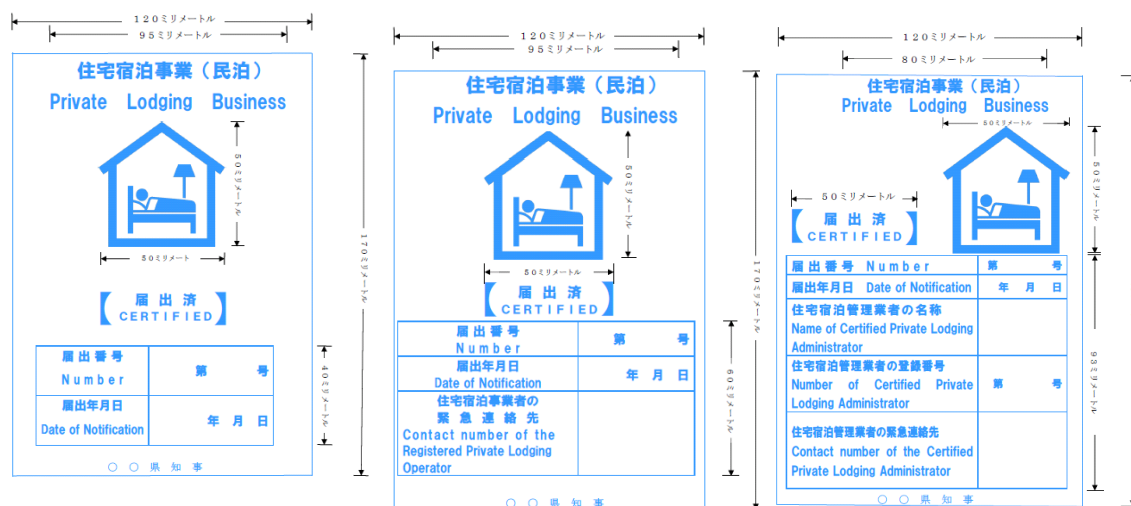 120ミリメートル
95ミリメートル
住宅宿泊事業（民泊）
Private Lodging Business
50ミリメートル
50ミリメート
届出済
CERTIFIED
届出番号
Number
第 号
届出年月日
Date of Notification
年 月 日
40ミリメートル
170ミリメートル
○ ○ 県 知 事
120ミリメートル
95ミリメートル
住宅宿泊事業（民泊）
Private Lodging Business
50ミリメートル
50ミリメートル
届出済
CERTIFIED
届出番号
Number
第 号
届出年月日
Date of Notification
年 月 日
住宅宿泊事業者の
緊急連絡先
Contact number of the
Registered Private Lodging
Operator
60ミリメートル
170ミリメートル
○ ○ 県 知 事
120ミリメートル
80ミリメートル
住宅宿泊事業（民泊）
Private Lodging Business
50ミリメートル
50ミリメートル
50ミリメートル
届出済
CERTIFIED
届出番号 Number
第 号
届出年月日 Date of Notification
年 月 日
住宅宿泊管理業者の名称
Name of Certified Private Lodging
Administrator
住宅宿泊管理業者の登録番号
Number of Certified Private
Lodging Administrator
第 号
住宅宿泊管理業者の緊急連絡先
Contact number of the Certified
Private Lodging Administrator
93ミリメートル
○ ○ 県 知 事